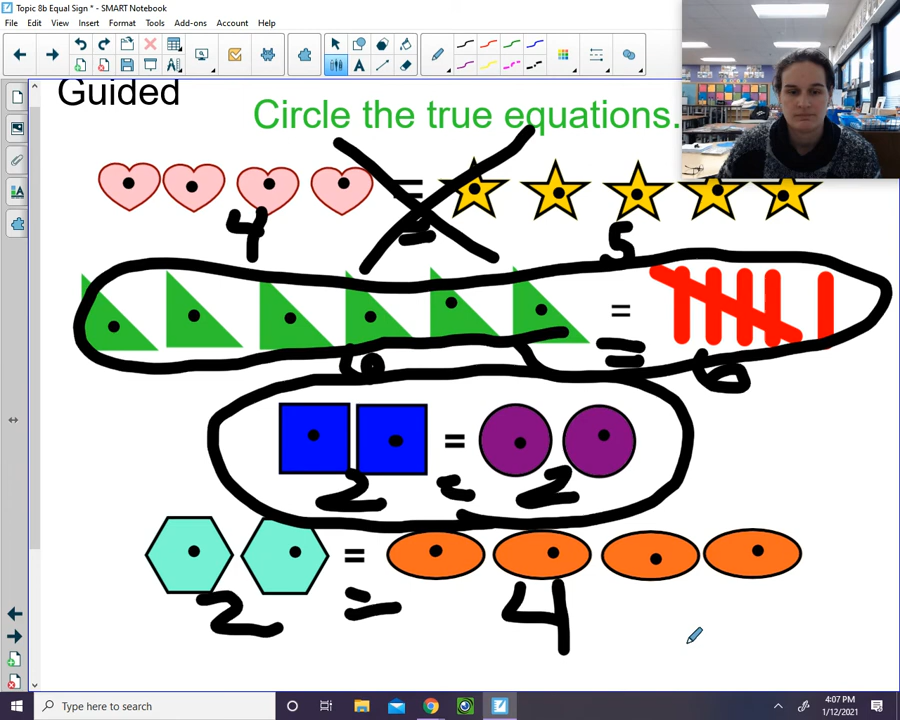 Topic 8b Equal Sign * - SMART Notebook
File Edit View Insert Format Tools Add-ons Account Help
Guided
Circle the true equations.
=
4 = 5
=
6 = 6
=
2 = 2
=
2 = 4
Type here to search
4:07 PM
1/12/2021